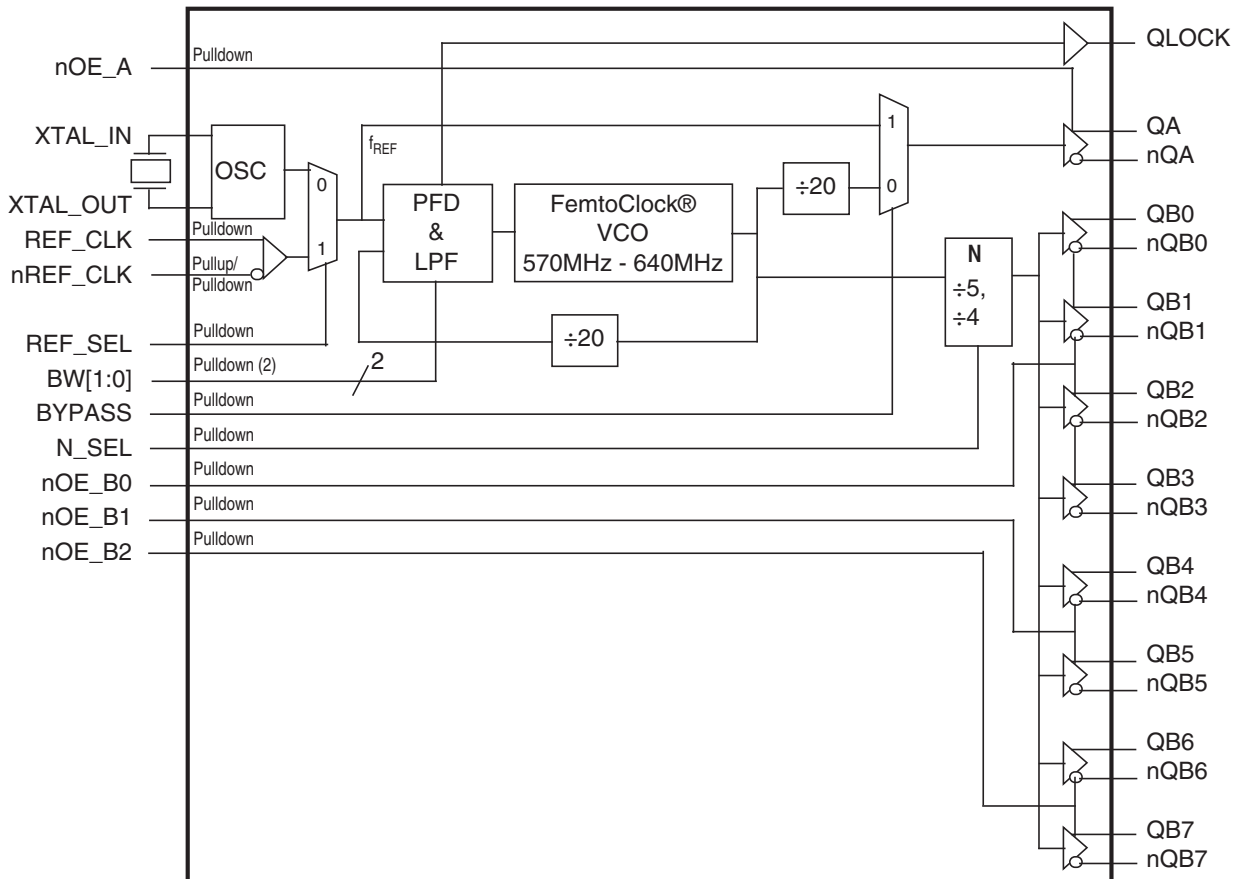 nOE_A
XTAL_IN
XTAL_OUT
REF_CLK
nREF_CLK
REF_SEL
BW[1:0]
BYPASS
N_SEL
nOE_B0
nOE_B1
nOE_B2
Pulldown
Pulldown
Pullup/
Pulldown
Pulldown
Pulldown (2)
Pulldown
Pulldown
Pulldown
Pulldown
Pulldown
2
OSC
0
1
fREF
PFD
&
LPF
FemtoClock®
VCO
570MHz - 640MHz
÷20
÷20
1
0
N
÷5,
÷4
QLOCK
QA
nQA
QB0
nQB0
QB1
nQB1
QB2
nQB2
QB3
nQB3
QB4
nQB4
QB5
nQB5
QB6
nQB6
QB7
nQB7